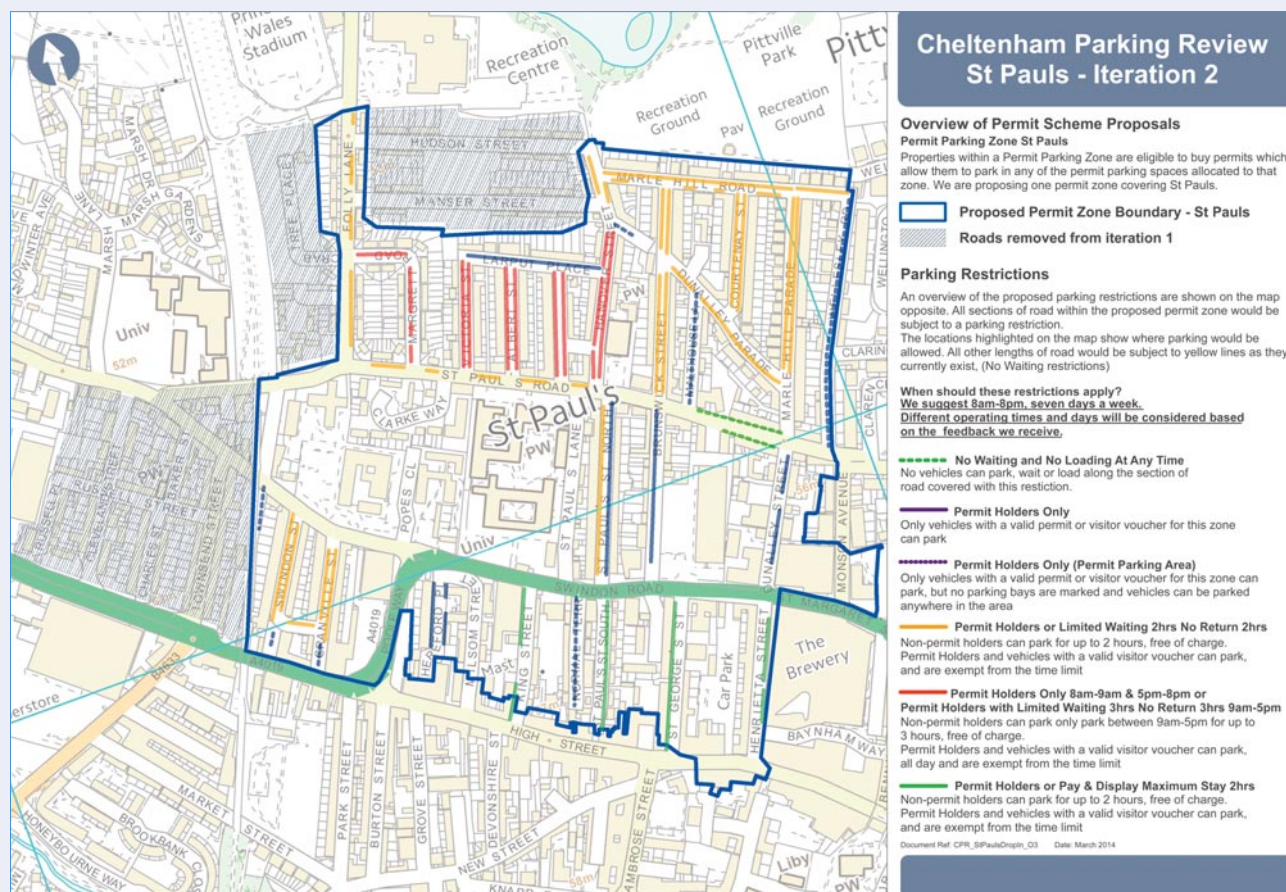 Cheltenham Parking Review
St Pauls - Iteration 2
Overview of Permit Scheme Proposals
Permit Parking Zone St Pauls
Properties within a Permit Parking Zone are eligible to buy permits which
allow them to park in any of the permit parking spaces allocated to that
zone. We are proposing one permit zone covering St Pauls.
Proposed Permit Zone Boundary - St Pauls
Roads removed from iteration 1
Parking Restrictions
An overview of the proposed parking restrictions are shown on the map
opposite. All sections of road within the proposed permit zone would be
subject to a parking restriction.
The locations highlighted on the map show where parking would be
allowed. All other lengths of road would be subject to yellow lines as they
currently exist, (No Waiting restrictions)
When should these restrictions apply?
We suggest 8am-8pm, seven days a week.
Different operating times and days will be considered based
on the feedback we receive.
No Waiting and No Loading At Any Time
No vehicles can park, wait or load along the section of
road covered with this restiction.
Permit Holders Only
Only vehicles with a valid permit or visitor voucher for this zone
can park
Permit Holders Only (Permit Parking Area)
Only vehicles with a valid permit or visitor voucher for this zone can
park, but no parking bays are marked and vehicles can be parked
anywhere in the area
Permit Holders or Limited Waiting 2hrs No Return 2hrs
Non-permit holders can park for up to 2 hours, free of charge.
Permit Holders and vehicles with a valid visitor voucher can park,
and are exempt from the time limit
Permit Holders Only 8am-9am & 5pm-8pm or
Permit Holders with Limited Waiting 3hrs No Return 3hrs 9am-5pm
Non-permit holders can park only park between 9am-5pm for up to
3 hours, free of charge.
Permit Holders and vehicles with a valid visitor voucher can park,
all day and are exempt from the time limit
Permit Holders or Pay & Display Maximum Stay 2hrs
Non-permit holders can park for up to 2 hours, free of charge.
Permit Holders and vehicles with a valid visitor voucher can park,
and are exempt from the time limit
Document Ref: CPR_StPaulsDropIn_O3 Date: March 2014
Wales
Stadium
Recreation
Centre
Pittville
Park
Recreation
Ground
Recreation
Ground
Pav
HUDSON STREET
MANSER STREET
FOLLY LANE
MARLE HILL ROAD
MARSH
GARDENS
LARPUT PLACE
ROAD
MARGRETT
VICTORIA ST
ALBERT ST
HANOVER STREET
PW
DUNALLEY PARADE
COURTENAY ST
MARLE HILL PARADE
BRUNSWICK STREET
Univ
52m
ST PAUL'S ROAD
CLARKE WAY
St Paul's
PW
POPES CL
ST PAUL'S LANE
ST PAUL'S STREET NORTH
DUNALLEY STREET
56m
MONSON AVENUE
RUSSELL
CHARLES STREET
TOWNSEND STREET
SWINDON ST
GRANVILLE ST
Univ
SWINDON ROAD
A4019
A4019
B4633
MILSOM STREET
KING STREET
Mast
ST GEORGE'S ST
Car Park
HENRIETTA STREET
The
Brewery
BAYNHAM WAY
HIGH STREET
PARK STREET
BURTON STREET
GROVE STREET
DEVONSHIRE ST
NEW STREET
AMBROSE STREET
MARKET STREET
HONEYBOURNE WAY
BROOKBANK
58m
Liby
PW